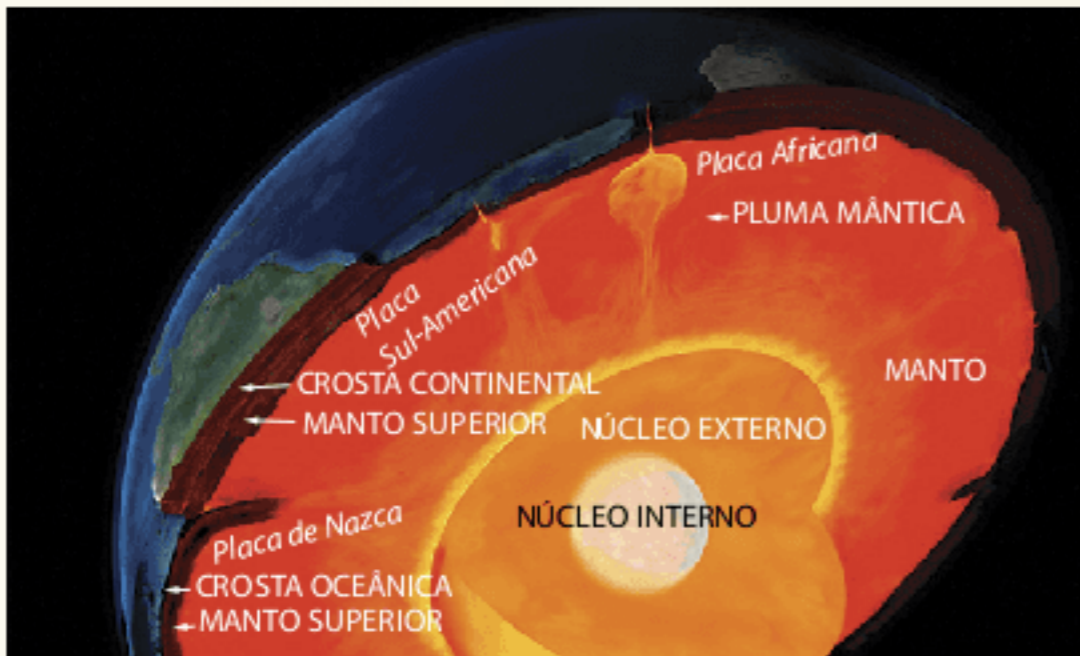 Placa Africana
PLUMA MÂNTICA
Placa
Sul-Americana
CROSTA CONTINENTAL
MANTO SUPERIOR
MANTO
NÚCLEO EXTERNO
NÚCLEO INTERNO
Placa de Nazca
CROSTA OCEÂNICA
MANTO SUPERIOR